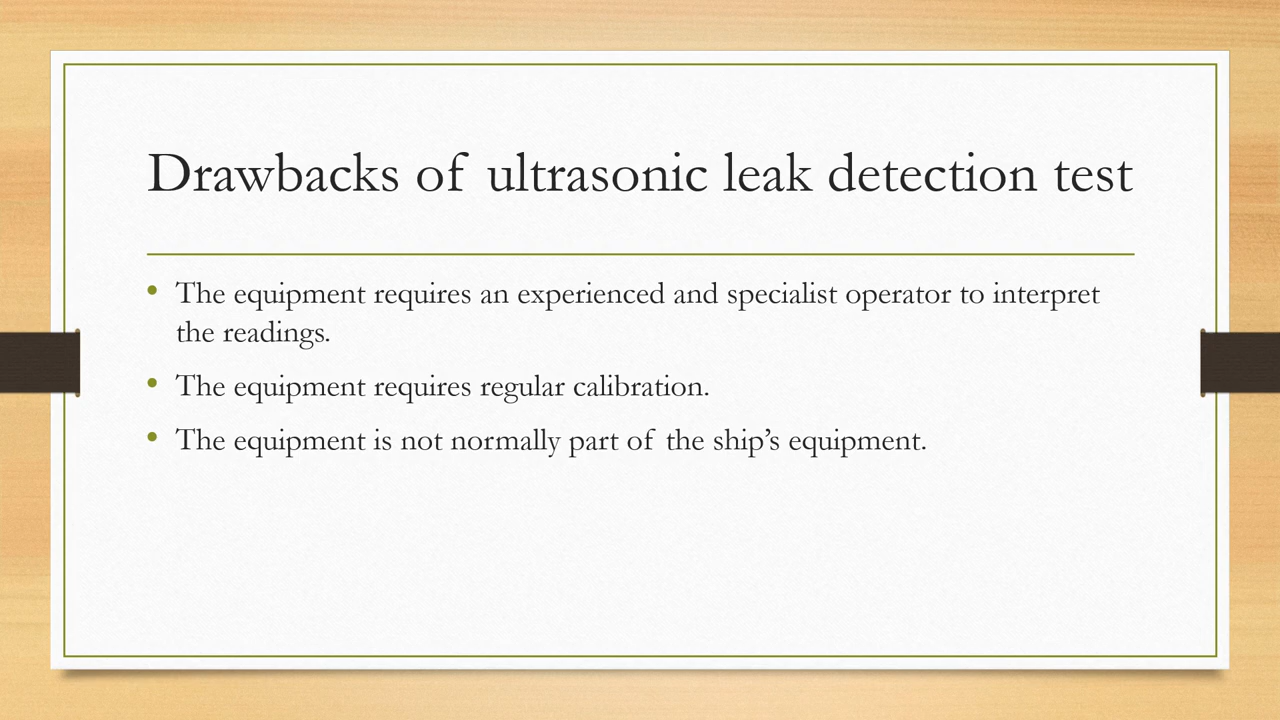 Drawbacks of ultrasonic leak detection test
• The equipment requires an experienced and specialist operator to interpret
the readings.
• The equipment requires regular calibration.
• The equipment is not normally part of the ship’s equipment.